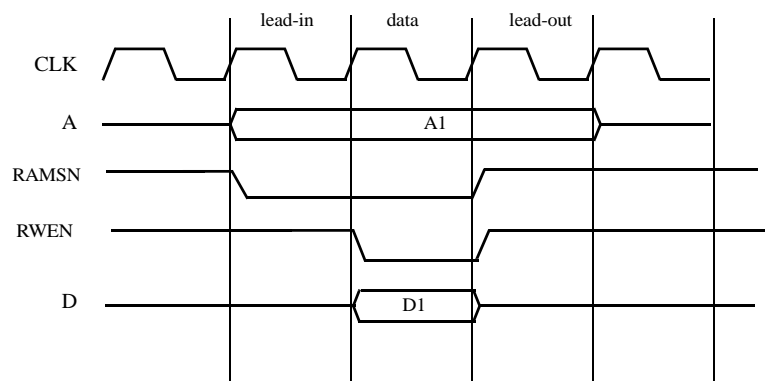 lead-in data lead-out
CLK
A A1
RAMSN
RWEN
D D1